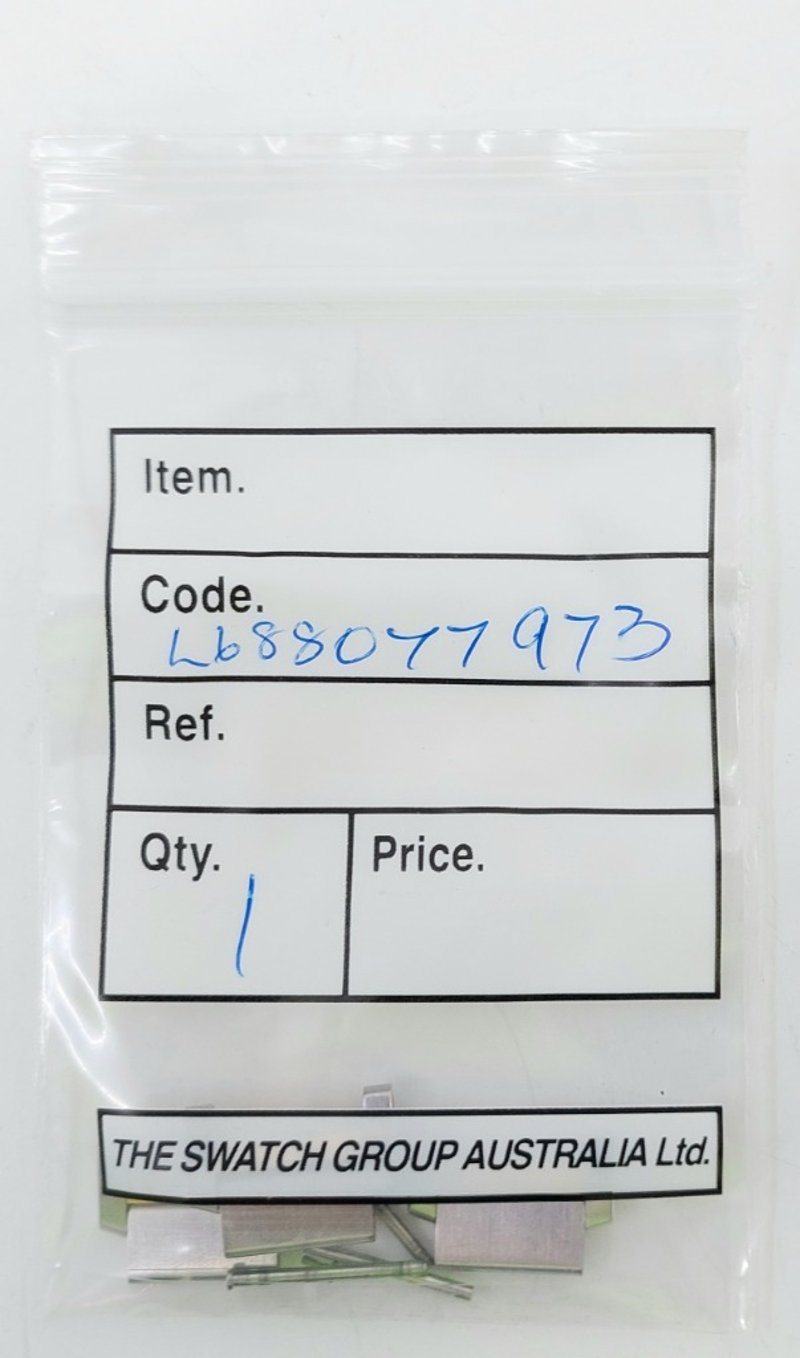 Item.
Code.
L688077973
Ref.
Qty.
Price.
1
THE SWATCH GROUP AUSTRALIA Ltd.